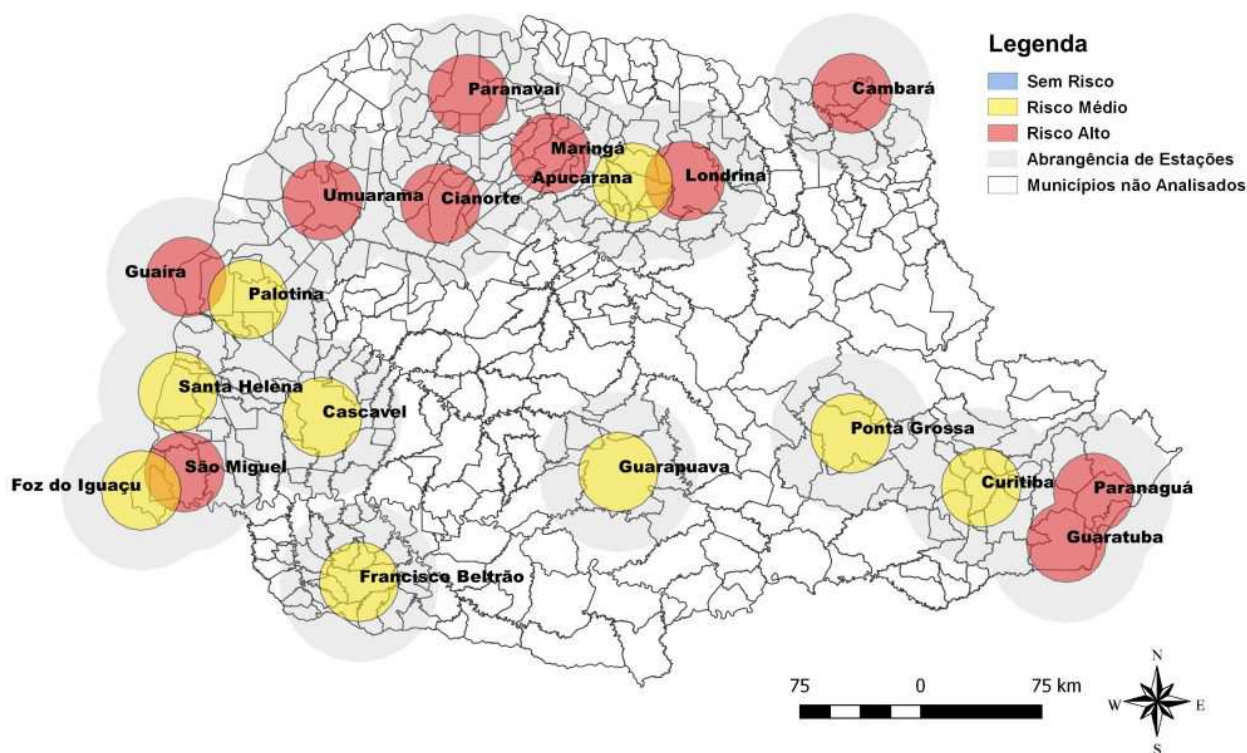 Legenda
Sem Risco
Risco Médio
Risco Alto
Abrangência de Estações
Municípios não Analisados
Paranavaí
Cambará
Maringá
Apucarana
Londrina
Umuarama
Cianorte
Guaíra
Palotina
Santa Helena
Cascavel
Ponta Grossa
São Miguel
Guarapuava
Foz do Iguaçu
Curitiba
Paranaguá
Guaratuba
Francisco Beltrão
75 0 75 km
N
W E
S